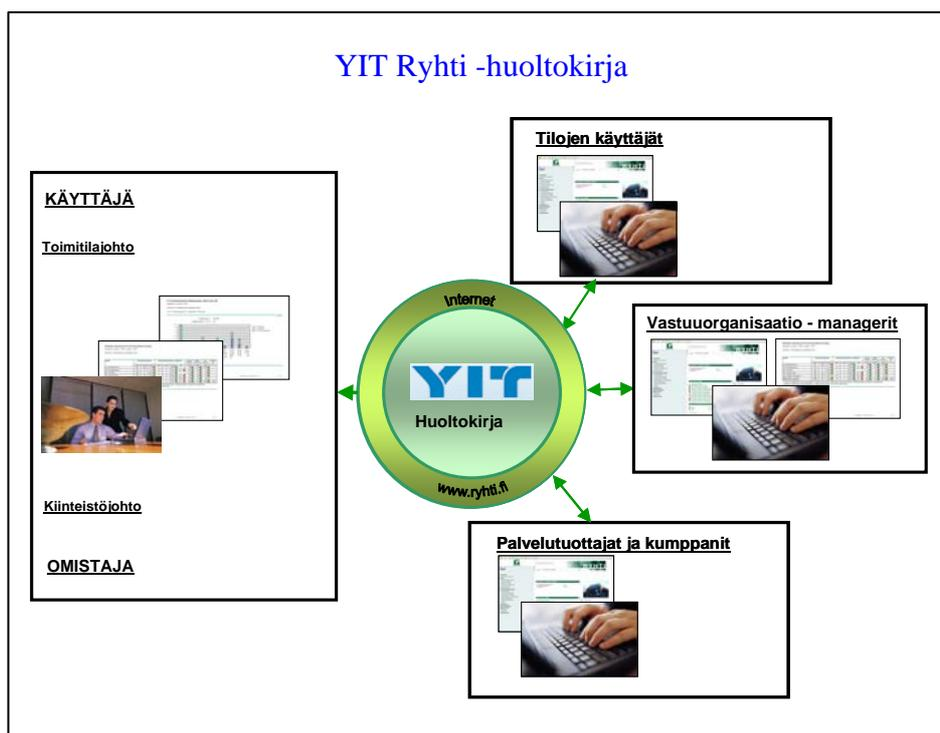 YIT Ryhti -huoltokirja
KÄYTTÄJÄ
Toimitilajohto
Kiinteistöjohto
OMISTAJA
Internet
YIT
Huoltokirja
www.ryhti.fi
Tilojen käyttäjät
Vastuuorganisaatio - managerit
Palvelutuottajat ja kumppanit